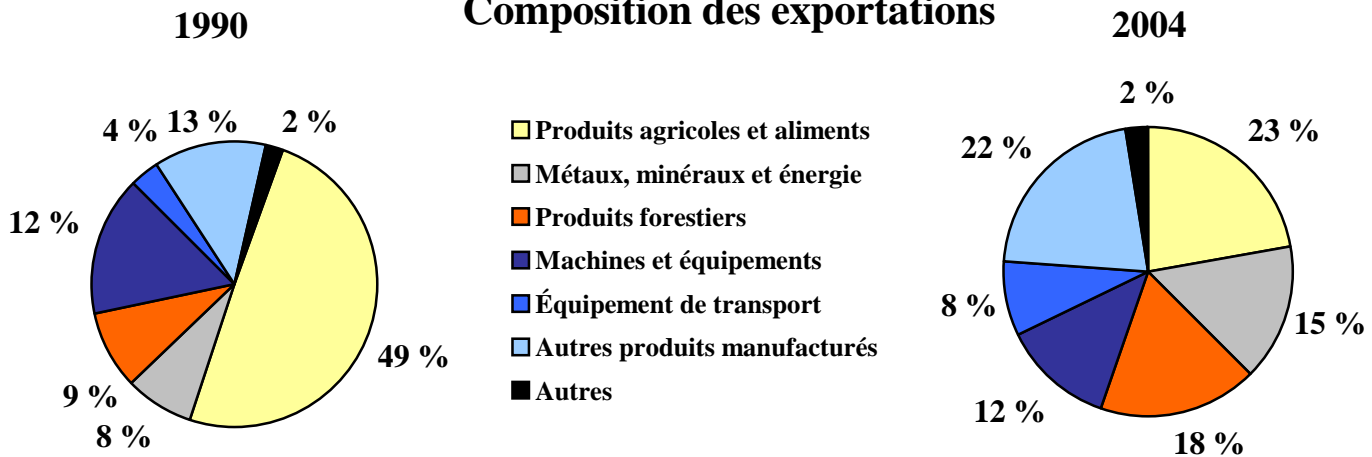 Composition des exportations
1990
2004
4 %
13 %
2 %
12 %
9 %
8 %
49 %
Produits agricoles et aliments
Métaux, minéraux et énergie
Produits forestiers
Machines et équipements
Équipement de transport
Autres produits manufacturés
Autres
2 %
23 %
22 %
8 %
15 %
12 %
18 %